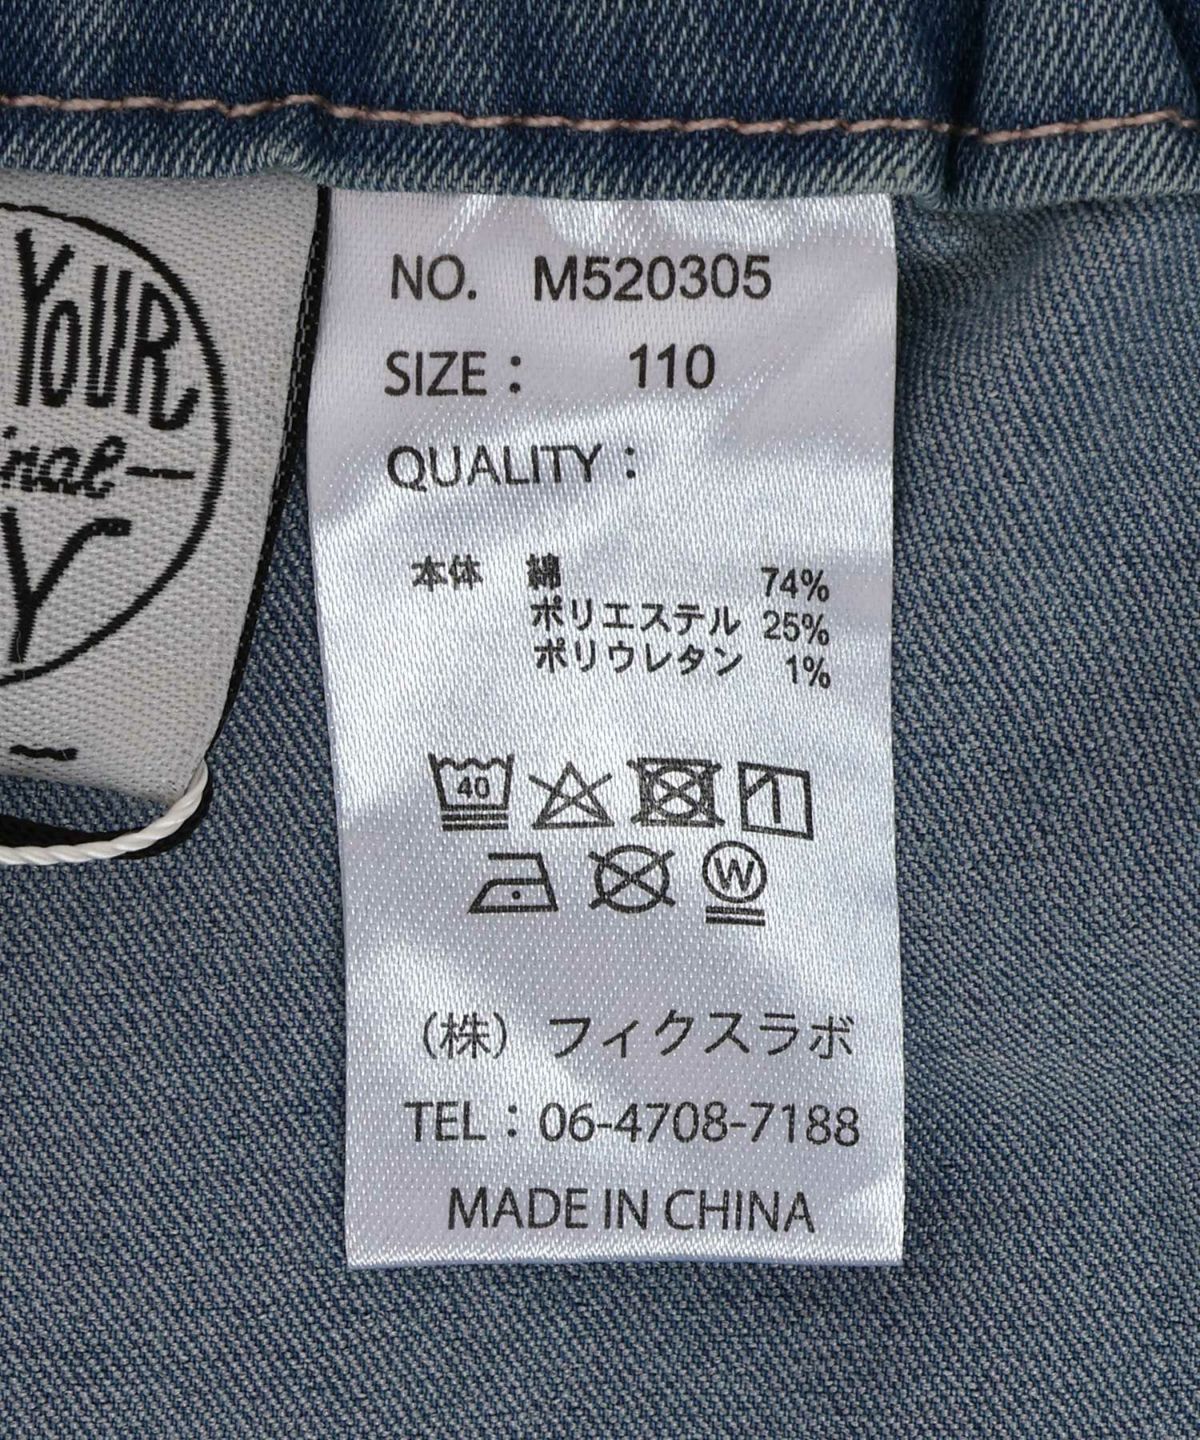 YOUR
NO. M520305
SIZE : 110
QUALITY :
本体 綿 74%
ポリエステル 25%
ポリウレタン 1%
40
W
(株) フィクスラボ
TEL : 06-4708-7188
MADE IN CHINA